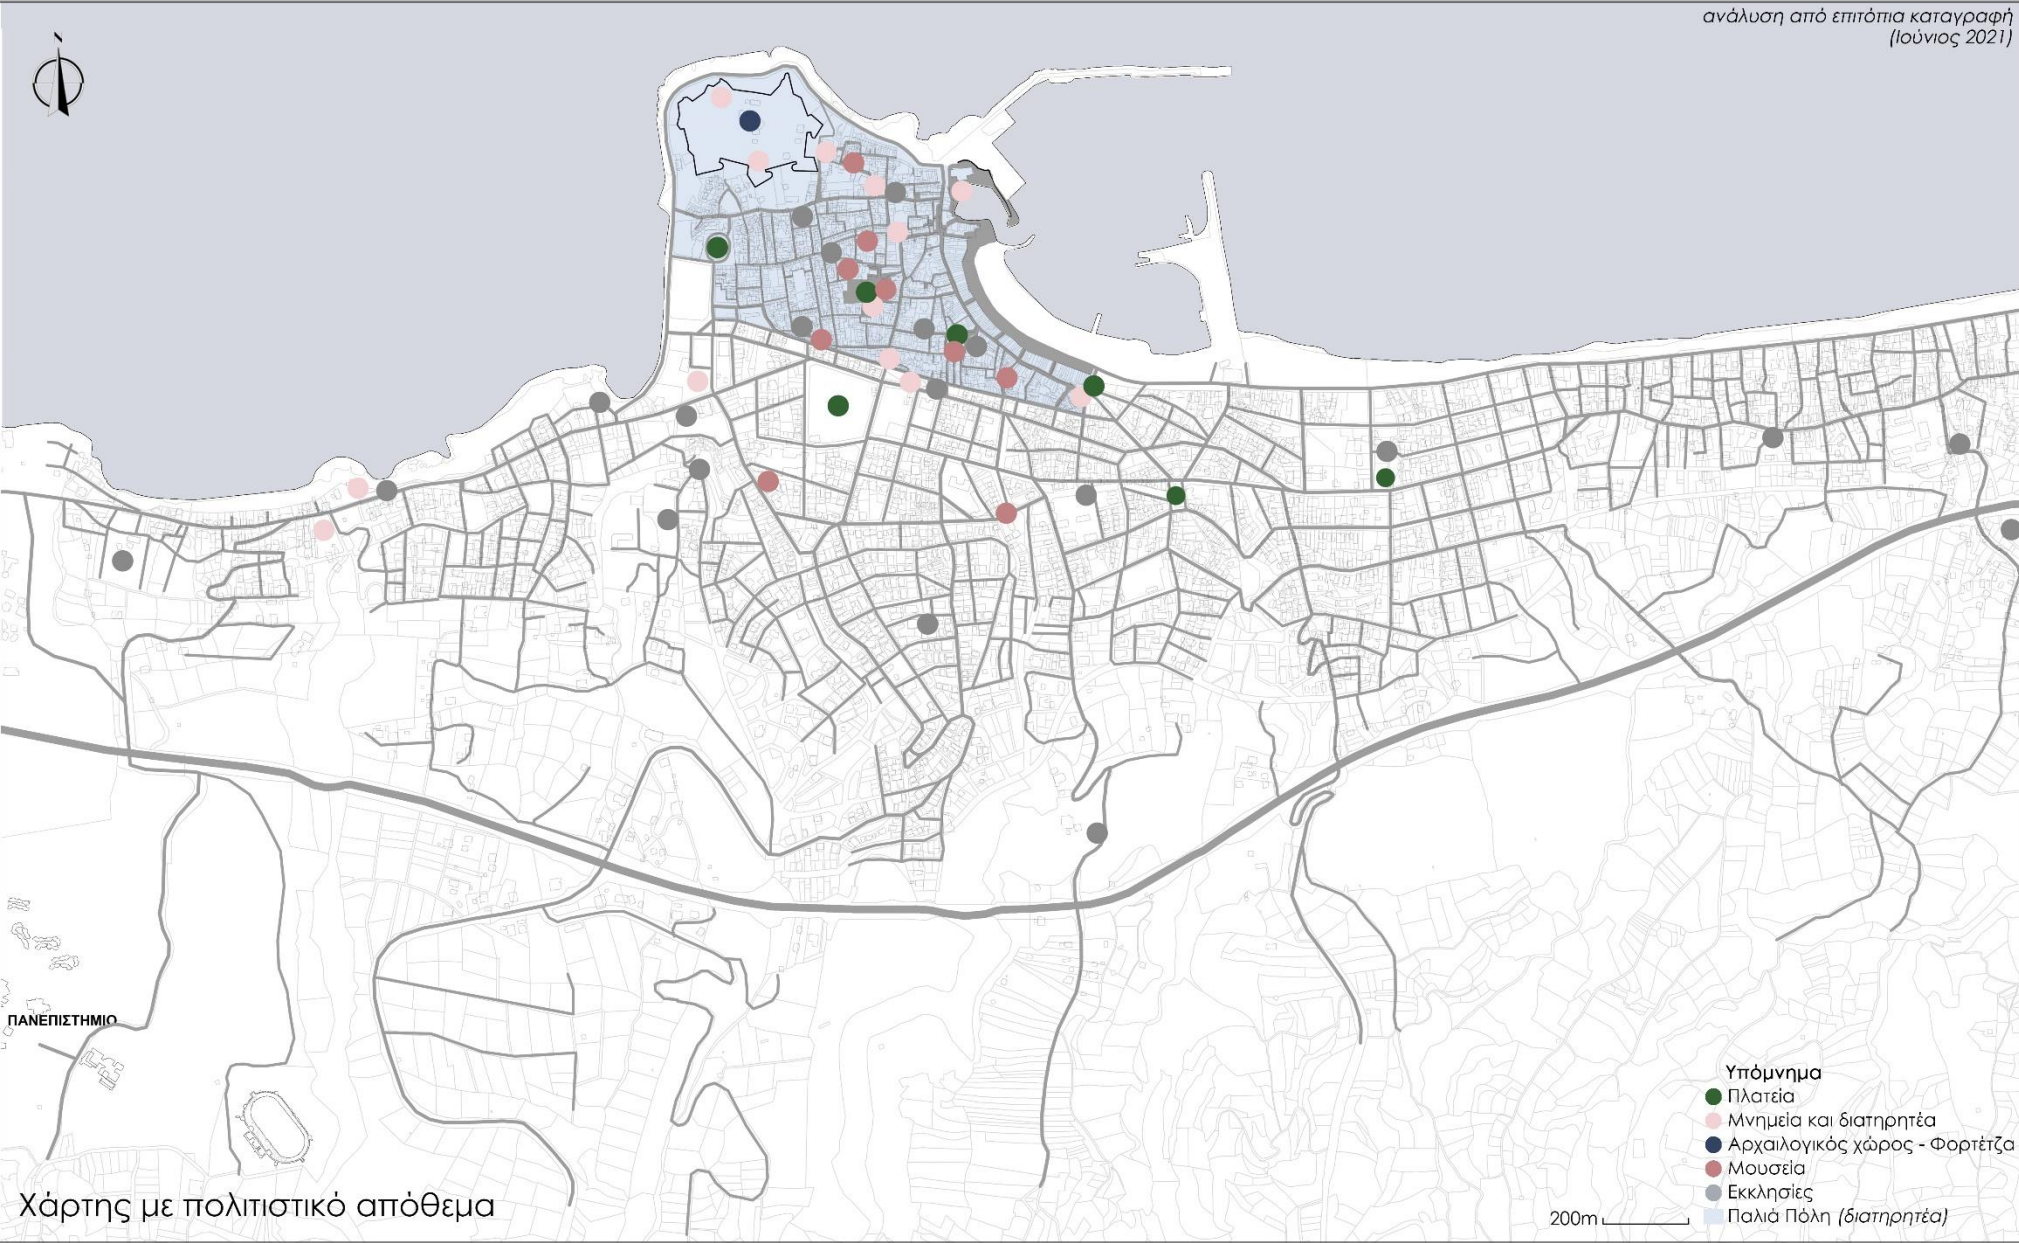 ανάλυση από επιτόπια καταγραφή
(Ιούνιος 2021)
N
ΠΑΝΕΠΙΣΤΗΜΙΟ
Υπόμνημα
Πλατεία
Μνημεία και διατηρητέα
Αρχαιλογικός χώρος - Φορτέτζα
Μουσεία
Εκκλησίες
Παλιά Πόλη (διατηρητέα)
200m
Χάρτης με πολιτιστικό απόθεμα